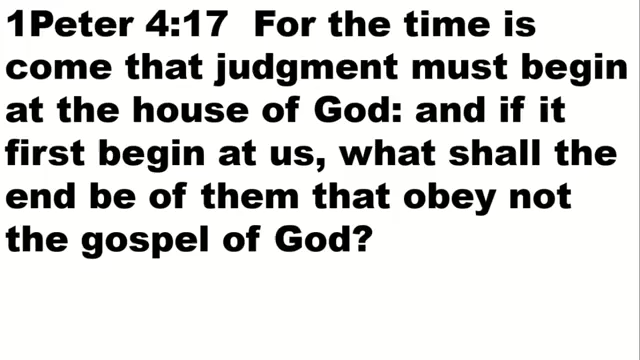 1Peter 4:17  For the time is
come that judgment must begin
at the house of God: and if it
first begin at us, what shall the
end be of them that obey not
the gospel of God?